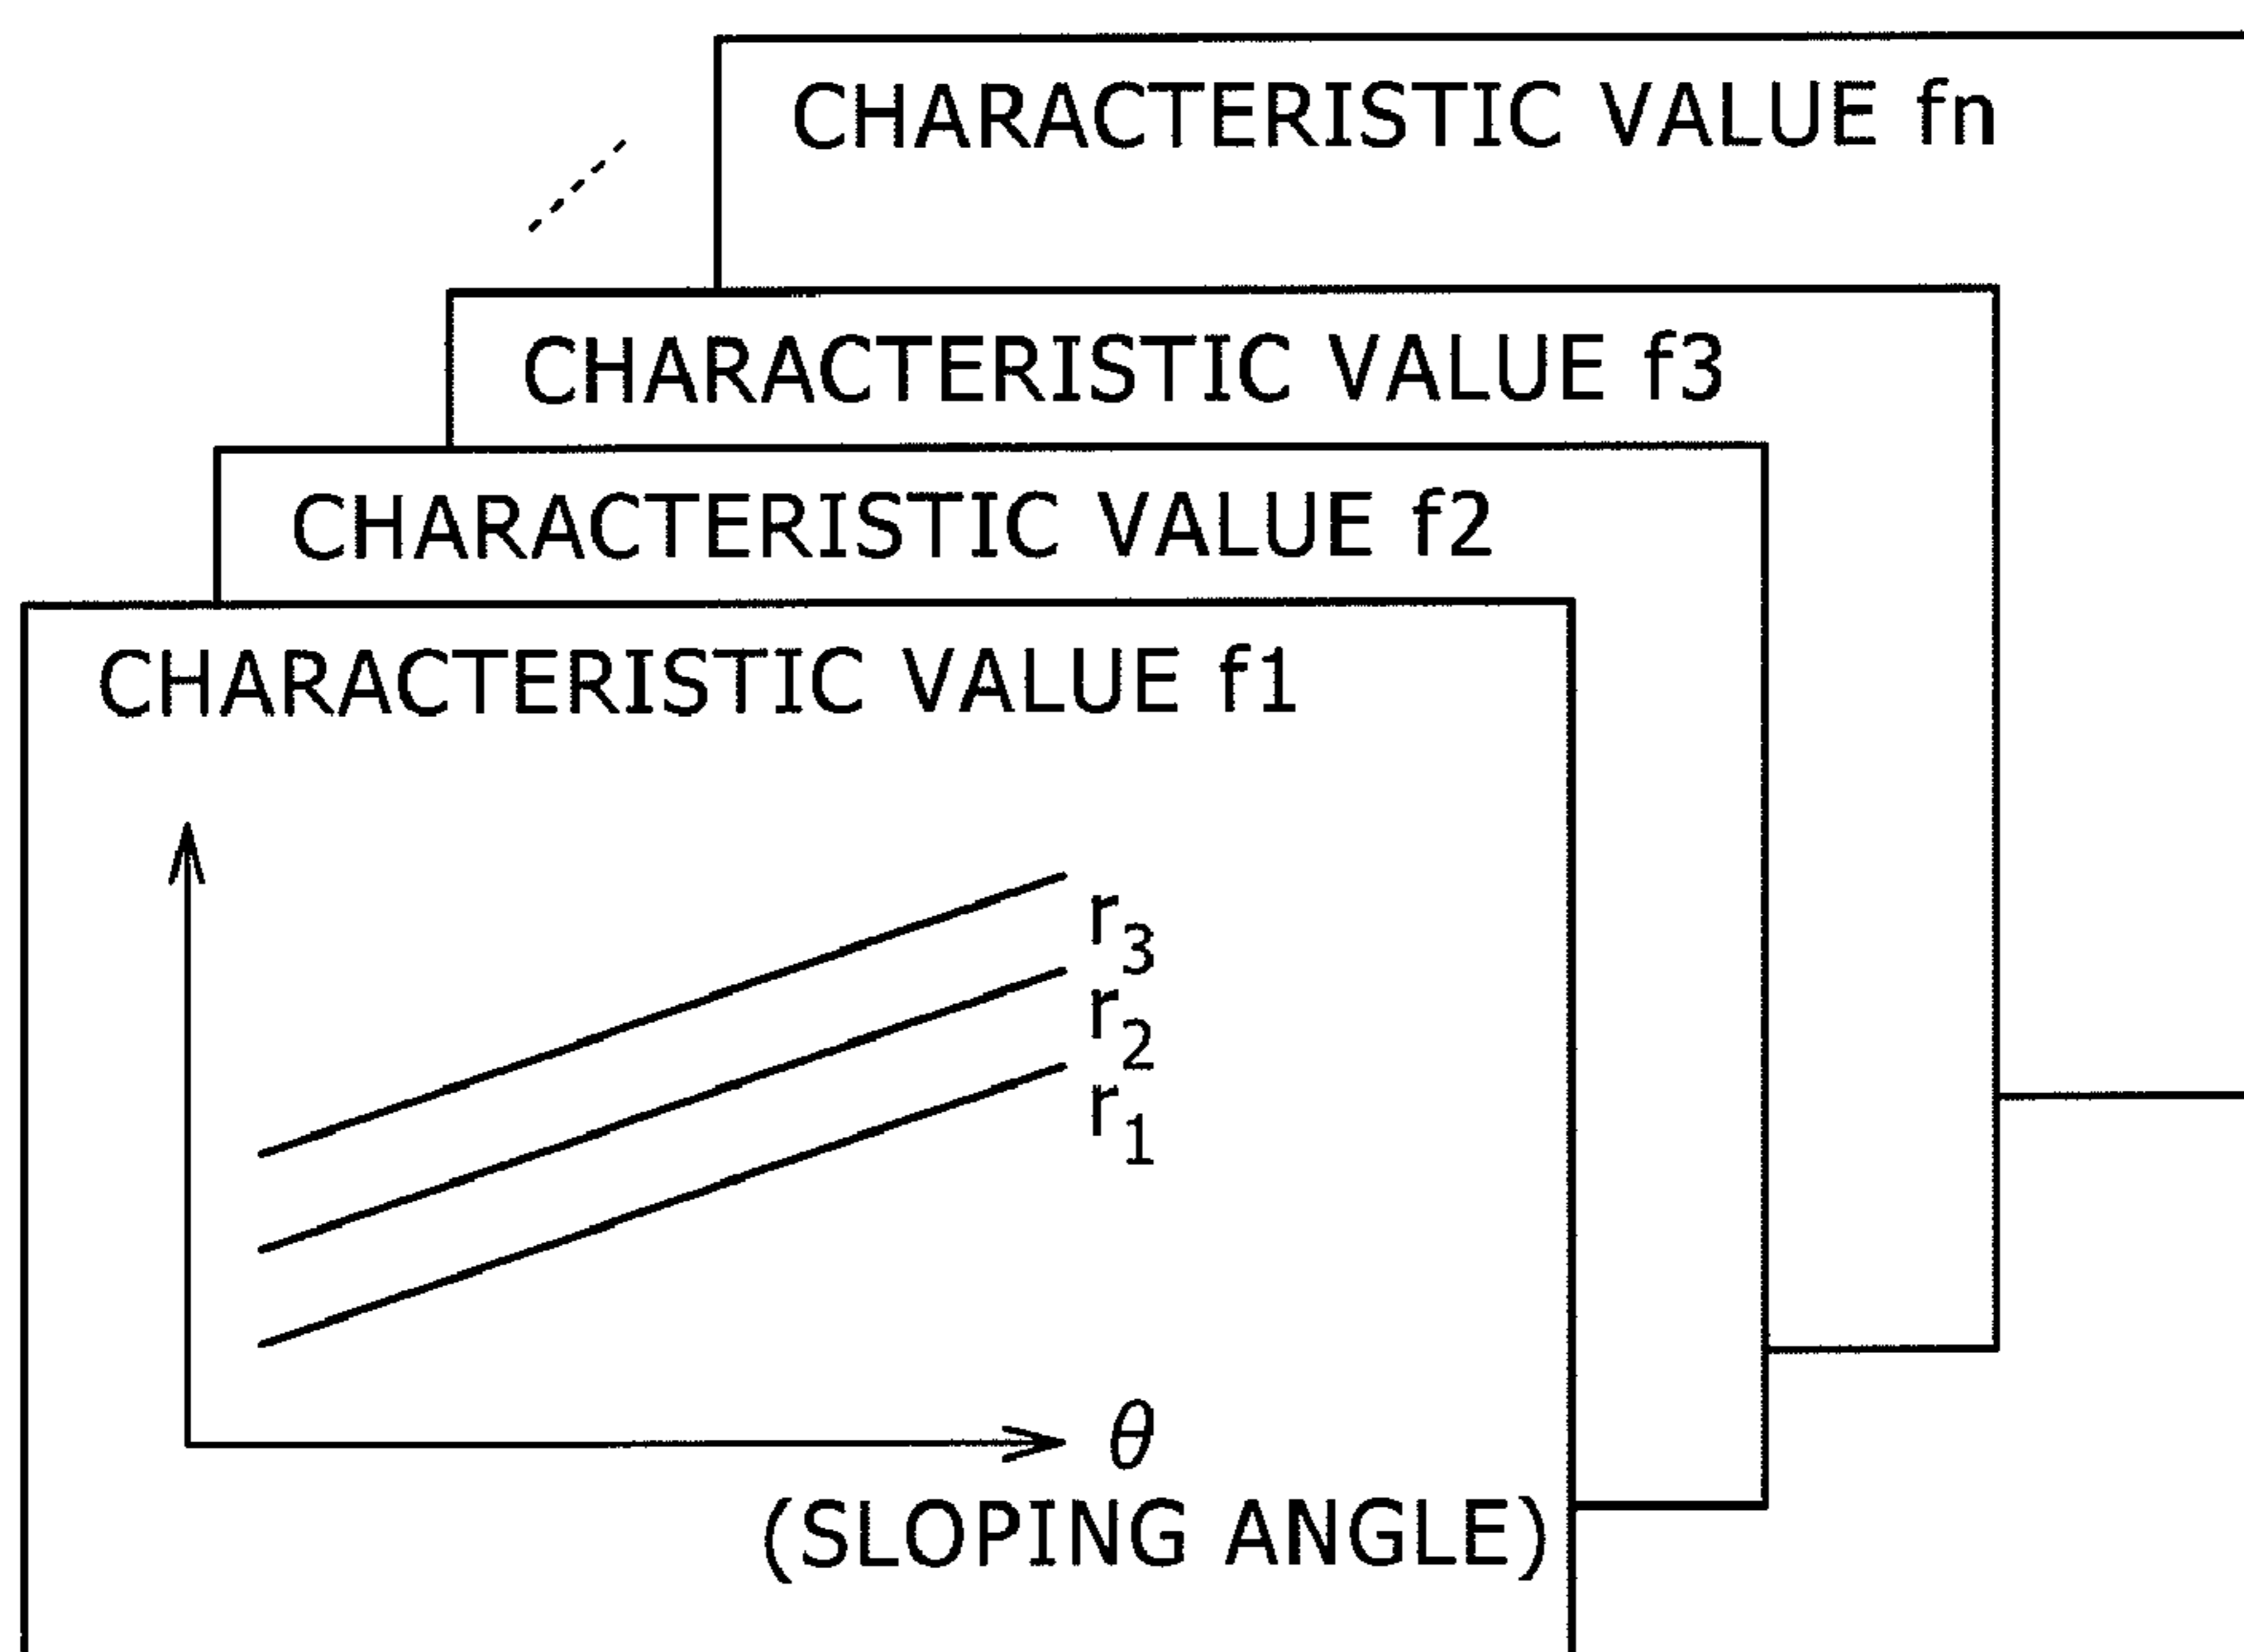 CHARACTERISTIC VALUE fn
CHARACTERISTIC VALUE f3
CHARACTERISTIC VALUE f2
CHARACTERISTIC VALUE f1
r3
r2
r1
θ
(SLOPING ANGLE)